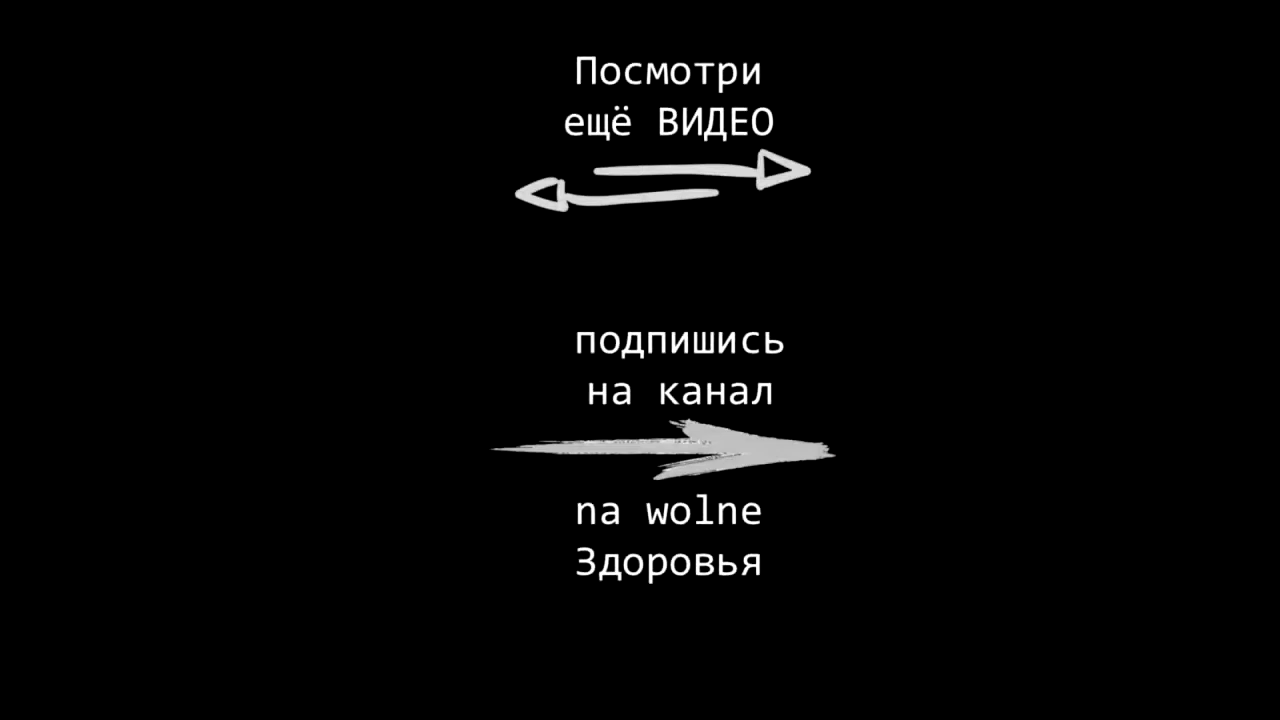 Посмотри
ещё ВИДЕО
подпишись
на канал
na wolne
Здоровья